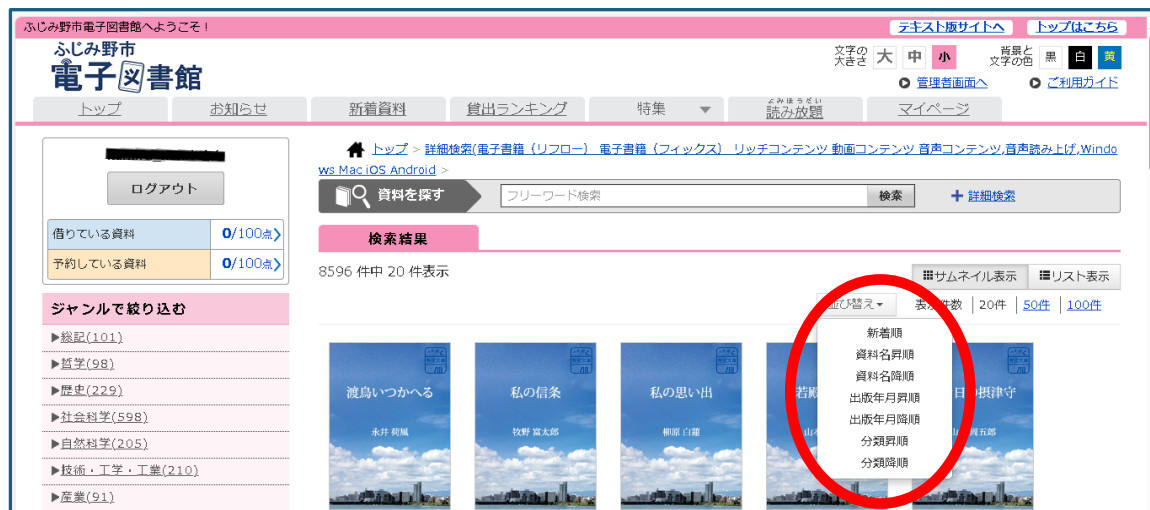 ふじみ野市電子図書館へようこそ！
テキスト版サイトへ トップはこちら
ふじみ野市
電子図書館
文字の大きさ 大 中 小 背景と文字の色 黒 白 黄
管理者画面へ ご利用ガイド
トップ お知らせ 新着資料 貸出ランキング 特集 ▼ 読み放題 よみほうだい マイページ
ログアウト
借りている資料 0/100点
予約している資料 0/100点
ジャンルで絞り込む
▶総記(101)
▶哲学(98)
▶歴史(229)
▶社会科学(598)
▶自然科学(205)
▶技術・工学・工業(210)
▶産業(91)
トップ > 詳細検索(電子書籍（リフロー） 電子書籍（フィックス） リッチコンテンツ 動画コンテンツ 音声コンテンツ,音声読み上げ,Windo
ws Mac iOS Android >
資料を探す フリーワード検索 検索 + 詳細検索
検索結果
8596 件中 20 件表示
サムネイル表示 リスト表示
並び替え 表示件数 20件 50件 100件
新着順
資料名昇順
資料名降順
出版年月昇順
出版年月降順
分類昇順
分類降順
渡鳥いつかへる
永井 荷風
私の信条
牧野 富太郎
私の思い出
柳原 白蓮
若殿
日の摂津守